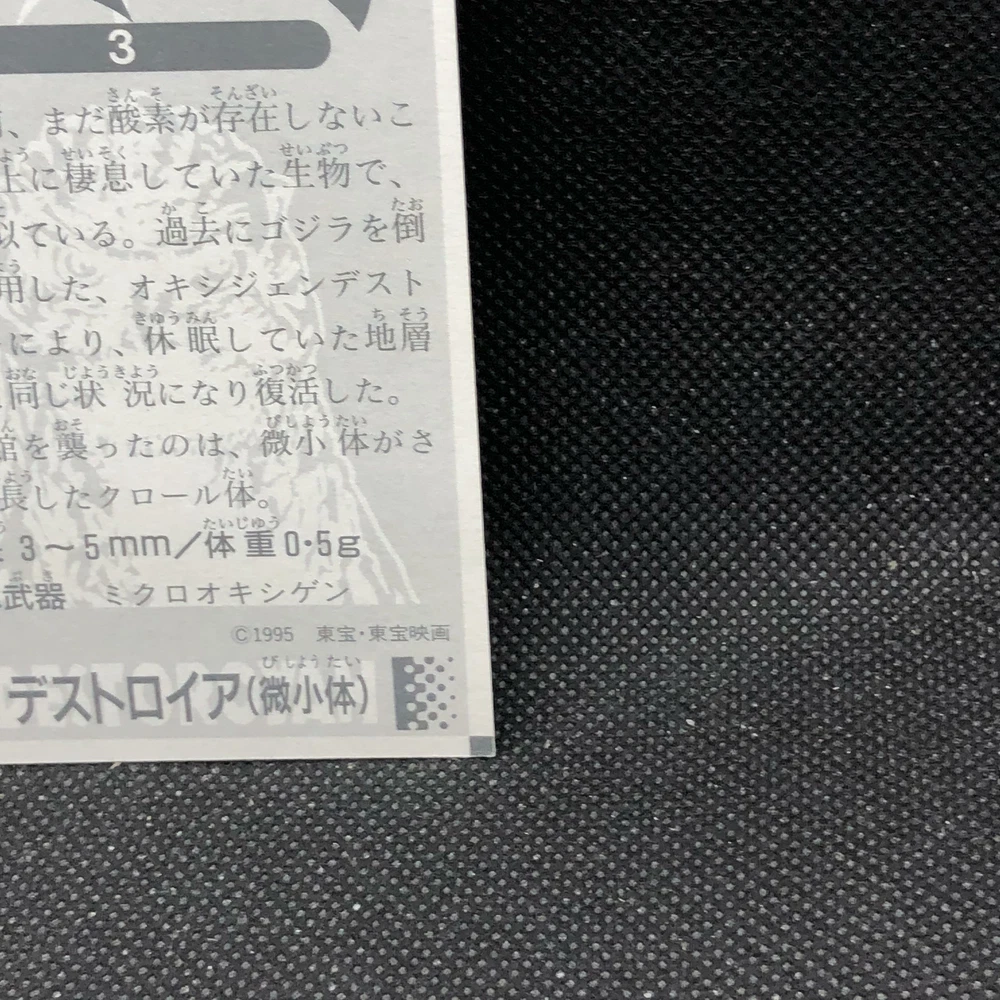 3
、まだ酸素が存在しないこ
上に棲息していた生物で、
似ている。過去にゴジラを倒
用した、オキシジェンデスト
により、休眠していた地層
同じ状況になり復活した。
館を襲ったのは、微小体がさ
長したクロール体。
3～5mm／体重0・5g
武器 ミクロオキシゲン
©1995 東宝・東宝映画
デストロイア(微小体)